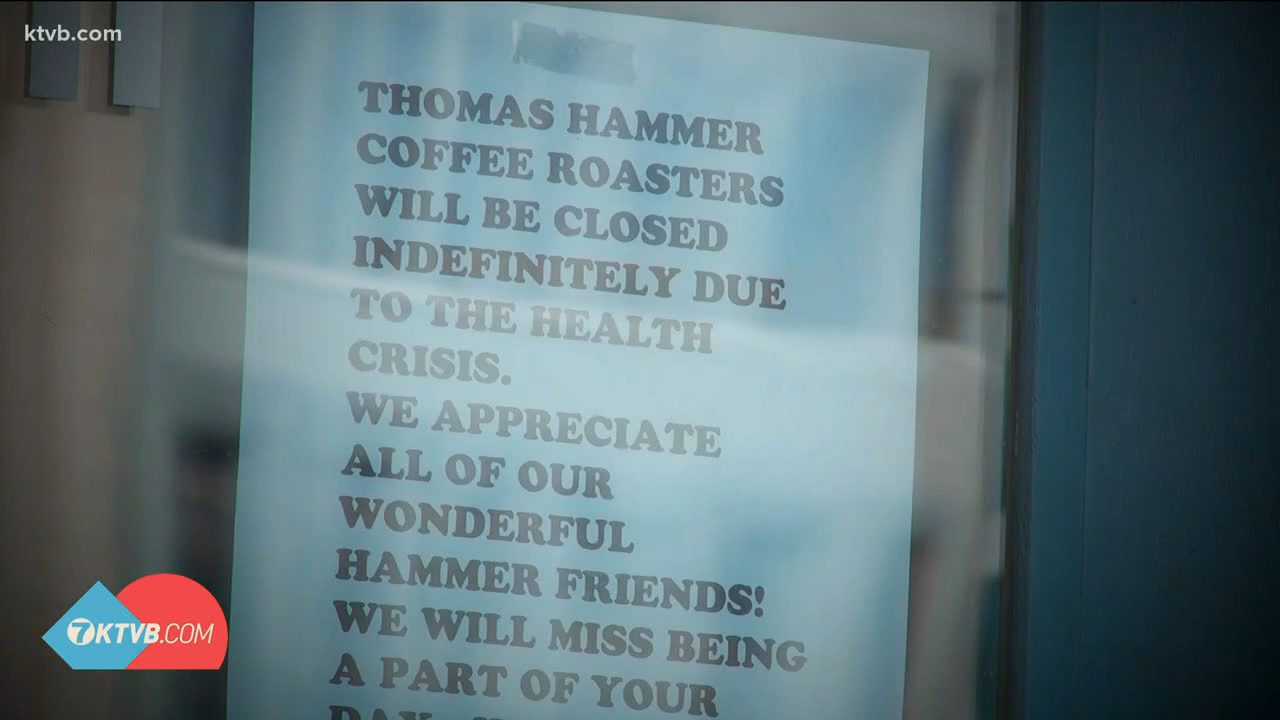 ktvb.com
THOMAS HAMMER
COFFEE ROASTERS
WILL BE CLOSED
INDEFINITELY DUE
TO THE HEALTH
CRISIS.
WE APPRECIATE
ALL OF OUR
WONDERFUL
HAMMER FRIENDS!
WE WILL MISS BEING
A PART OF YOUR
7KTVB.COM